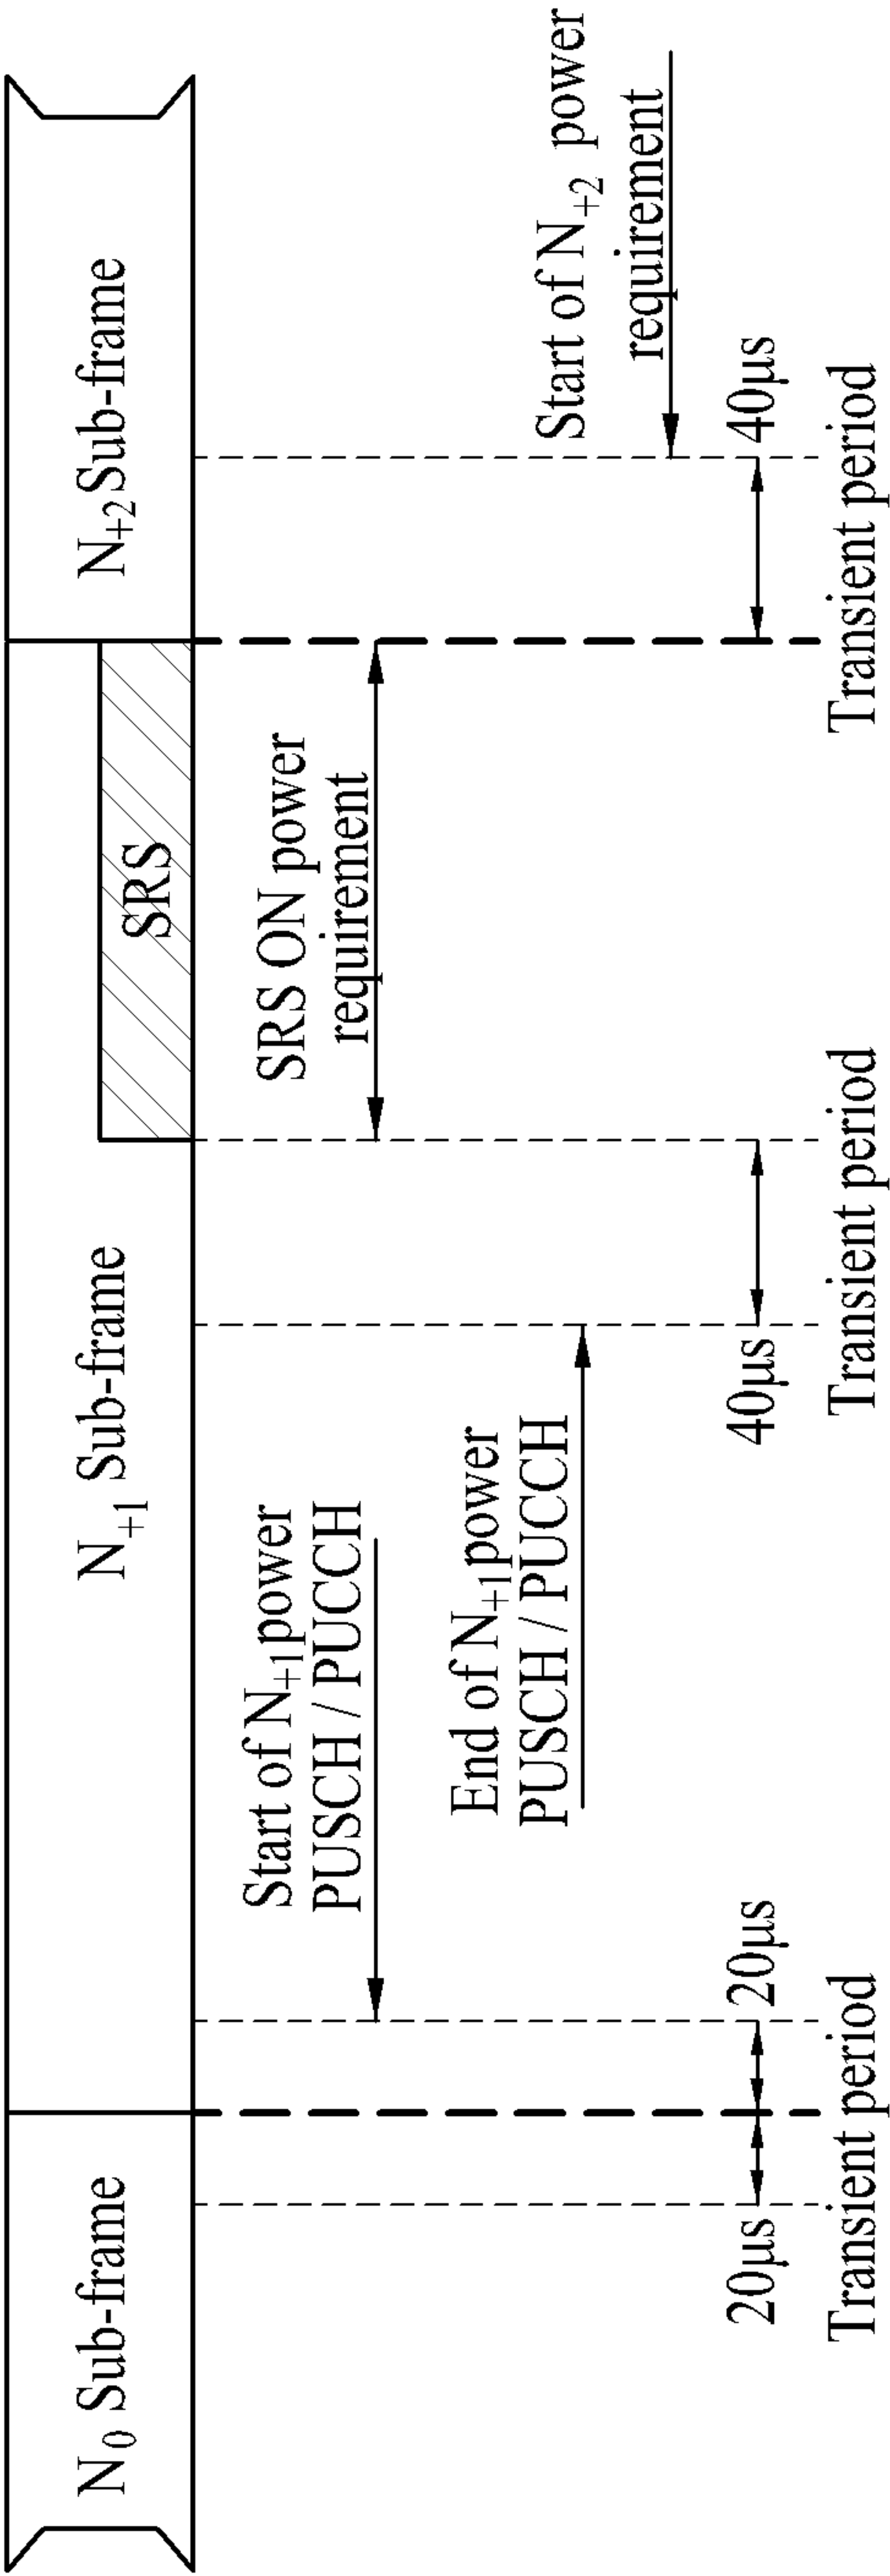 N0 Sub-frame
N+1 Sub-frame
N+2 Sub-frame
SRS
Start of N+1 power
PUSCH / PUCCH
SRS ON power
requirement
End of N+1 power
PUSCH / PUCCH
Start of N+2 power
requirement
20μs
20μs
40μs
40μs
Transient period
Transient period
Transient period